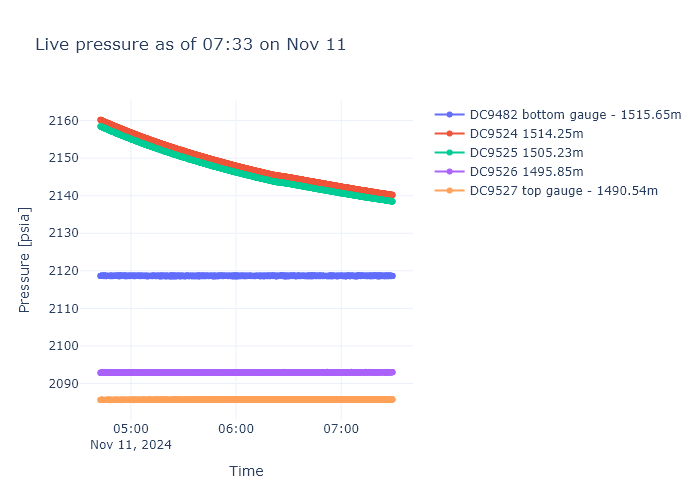 Live pressure as of 07:33 on Nov 11
DC9482 bottom gauge - 1515.65m
DC9524 1514.25m
DC9525 1505.23m
DC9526 1495.85m
DC9527 top gauge - 1490.54m
Pressure [psia]
2160
2150
2140
2130
2120
2110
2100
2090
05:00
06:00
07:00
Nov 11, 2024
Time